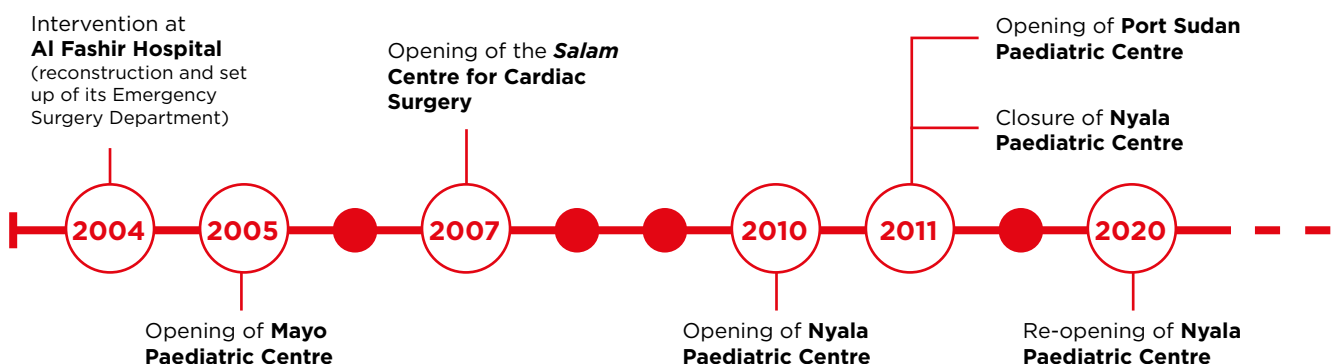 Intervention at
Al Fashir Hospital
(reconstruction and set
up of its Emergency
Surgery Department)
Opening of the Salam
Centre for Cardiac
Surgery
Opening of Port Sudan
Paediatric Centre
Closure of Nyala
Paediatric Centre
2004
2005
2007
2010
2011
2020
Opening of Mayo
Paediatric Centre
Opening of Nyala
Paediatric Centre
Re-opening of Nyala
Paediatric Centre